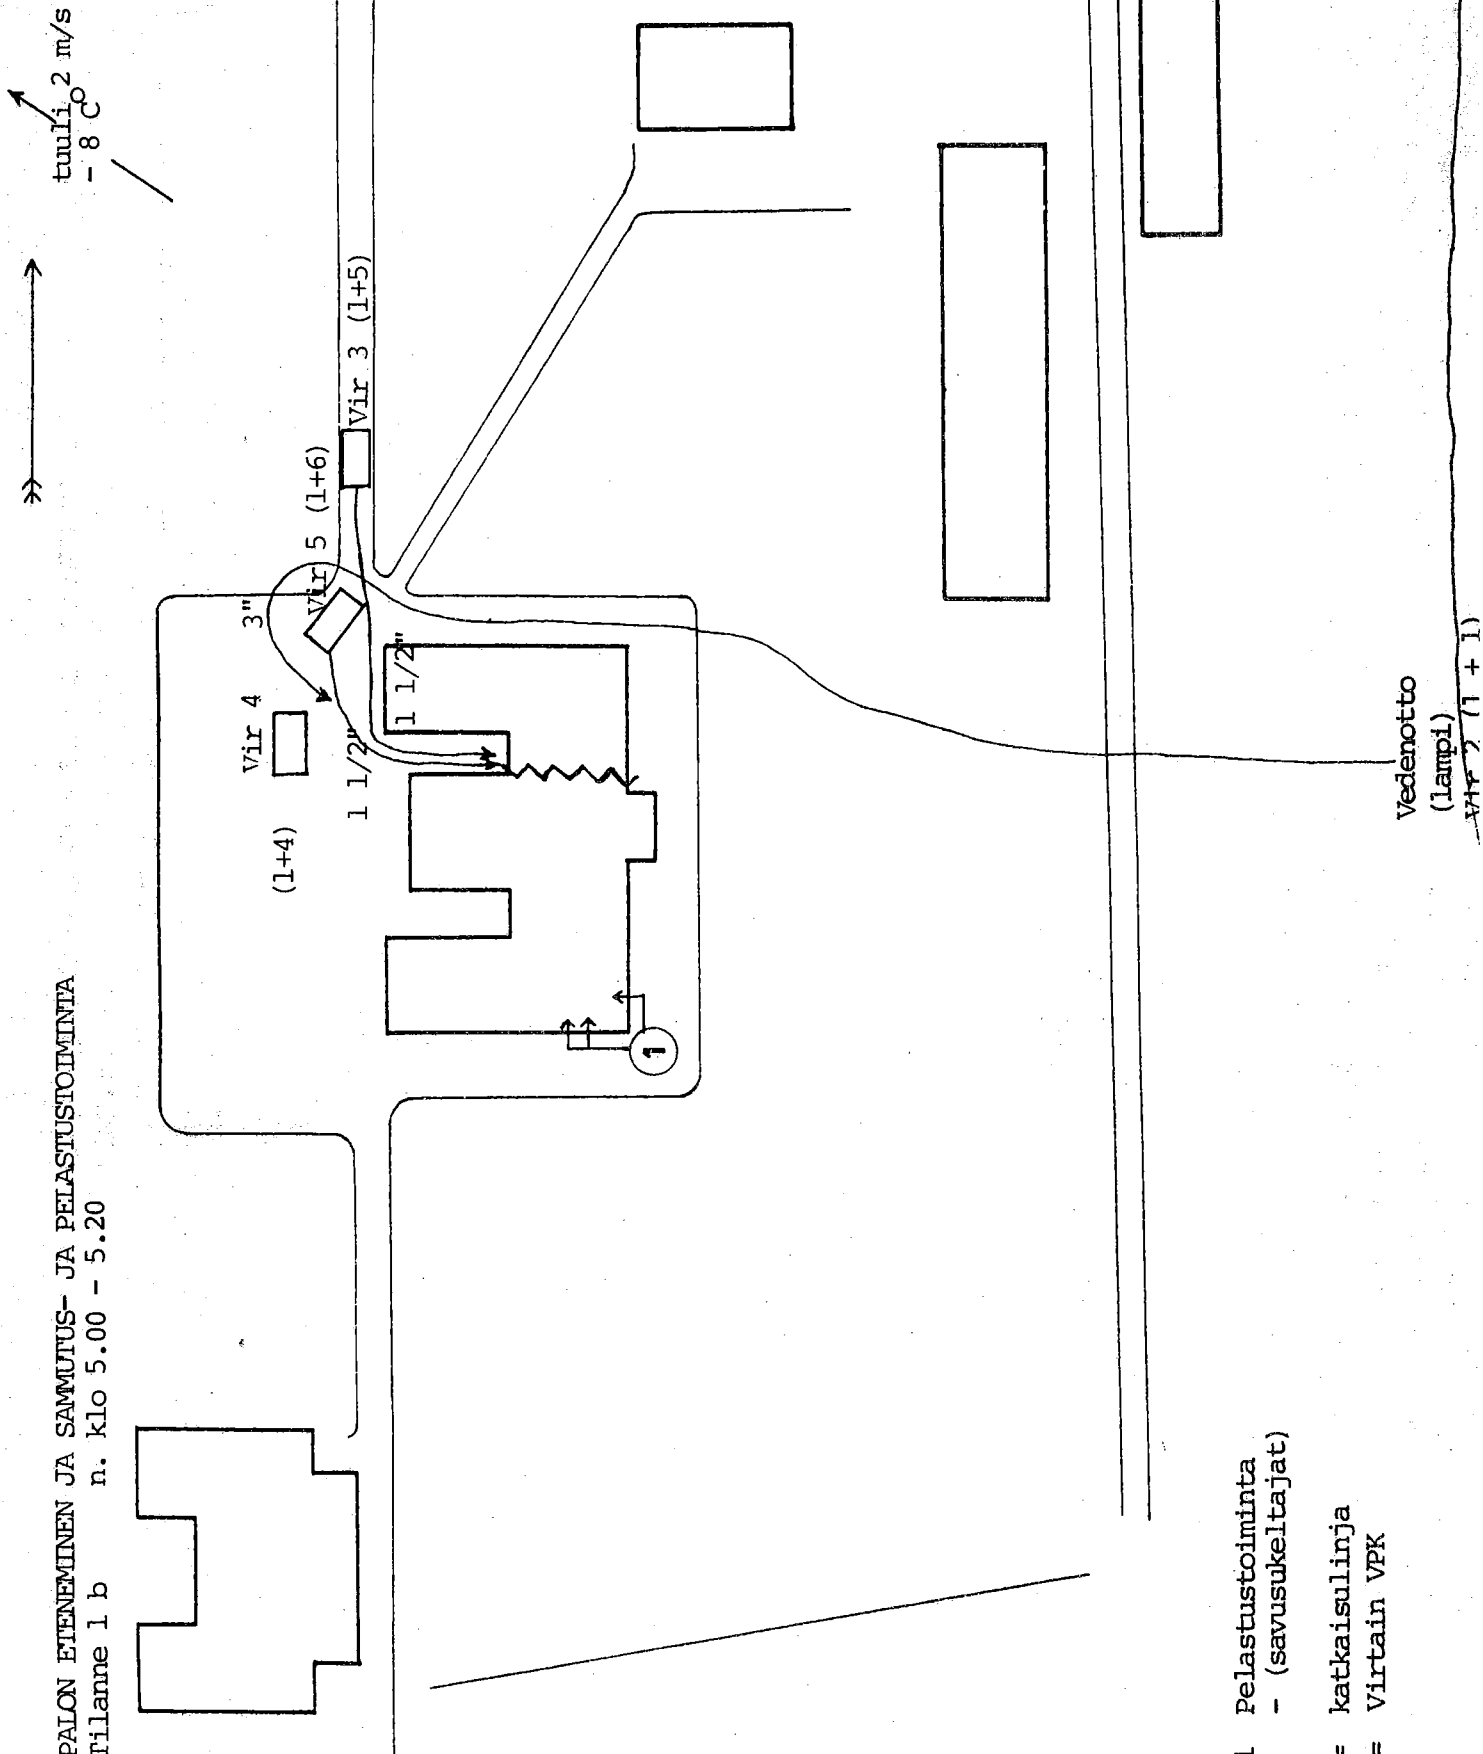 PALON ETENEMINEN JA SAMMUTUS- JA PELASTUSTOIMINTA
Tilanne 1 b n. klo 5.00 - 5.20
tuuli 2 m/s
- 8 C°
Vir 4
(1+4)
3"
Vir 5 (1+6)
Vir 3 (1+5)
1 1/2"
1 1/2"
1
Vedenotto
(lampi)
Vir 2 (1 + 1)
1 Pelastustoiminta
- (savusukeltajat)
= katkaisulinja
= Virtain VPK